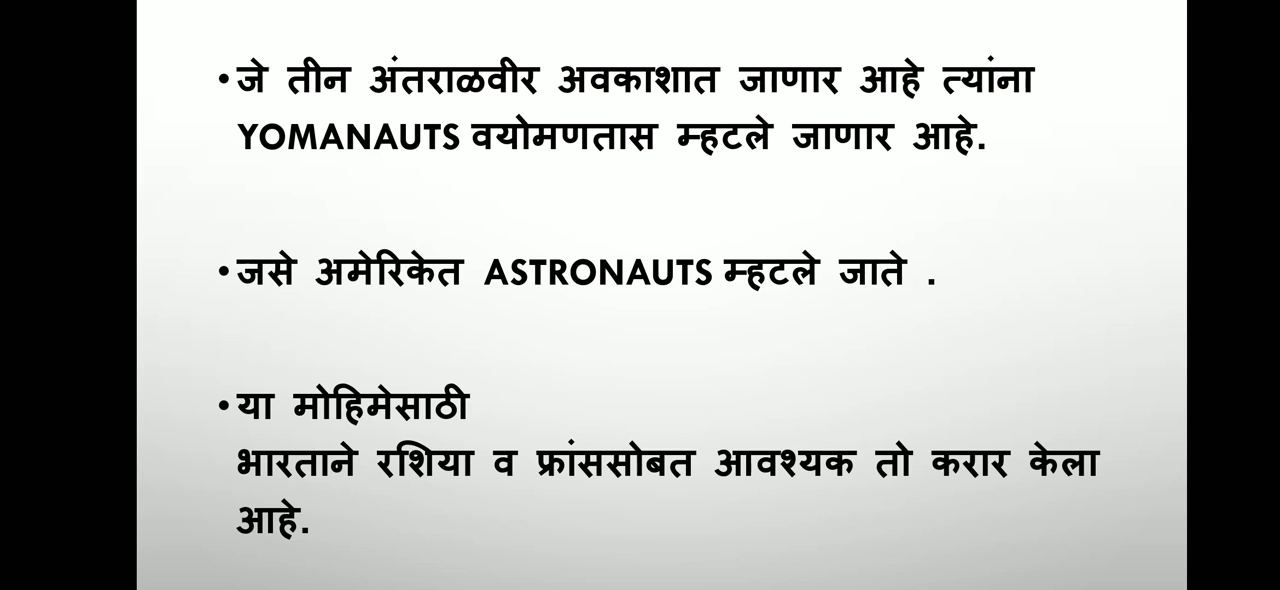 • जे तीन अंतराळवीर अवकाशात जाणार आहे त्यांना
YOMANAUTS वयोमणतास म्हटले जाणार आहे.
• जसे अमेरिकेत ASTRONAUTS म्हटले जाते .
• या मोहिमेसाठी
भारताने रशिया व फ्रांससोबत आवश्यक तो करार केला
आहे.